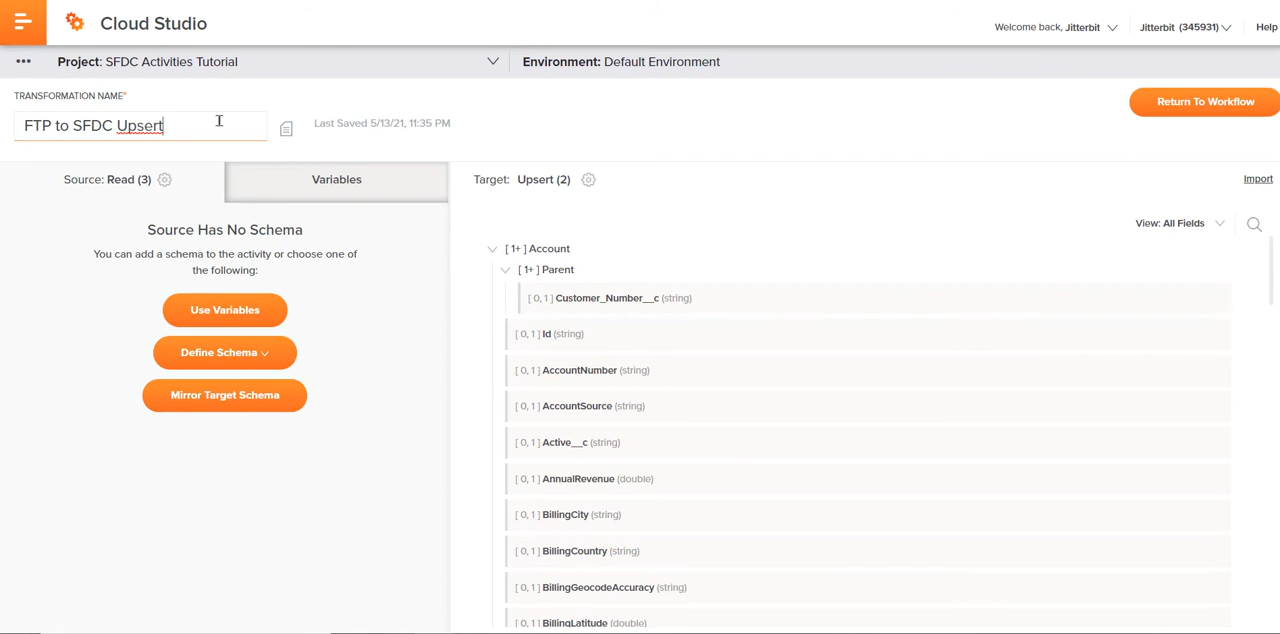 Cloud Studio
Welcome back, Jitterbit
Jitterbit (345931)
Help
Project: SFDC Activities Tutorial
Environment: Default Environment
TRANSFORMATION NAME*
FTP to SFDC Upsert
Last Saved 5/13/21, 11:35 PM
Return To Workflow
Source: Read (3)
Variables
Target: Upsert (2)
Import
Source Has No Schema
You can add a schema to the activity or choose one of
the following:
Use Variables
Define Schema
Mirror Target Schema
View: All Fields
[ 1+ ] Account
[ 1+ ] Parent
[ 0, 1 ] Customer_Number__c (string)
[ 0, 1 ] Id (string)
[ 0, 1 ] AccountNumber (string)
[ 0, 1 ] AccountSource (string)
[ 0, 1 ] Active__c (string)
[ 0, 1 ] AnnualRevenue (double)
[ 0, 1 ] BillingCity (string)
[ 0, 1 ] BillingCountry (string)
[ 0, 1 ] BillingGeocodeAccuracy (string)
[ 0, 1 ] BillingLatitude (double)